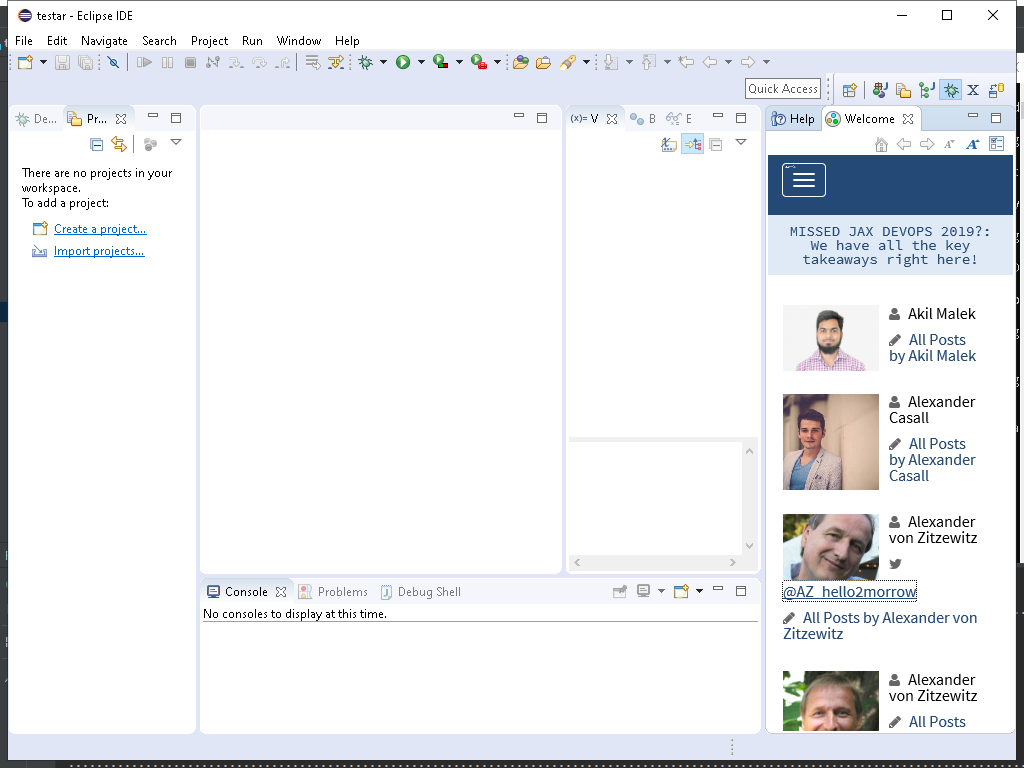 testar - Eclipse IDE
File Edit Navigate Search Project Run Window Help
Quick Access
De...
Pr...
(x)= V
B
E
Help
Welcome
There are no projects in your
workspace.
To add a project:
Create a project...
Import projects...
MISSED JAX DEVOPS 2019?:
We have all the key
takeaways right here!
Akil Malek
All Posts
by Akil Malek
Alexander
Casall
All Posts
by Alexander
Casall
Alexander
von Zitzewitz
@AZ_hello2morrow
All Posts by Alexander von
Zitzewitz
Alexander
von Zitzewitz
All Posts
Console
Problems
Debug Shell
No consoles to display at this time.